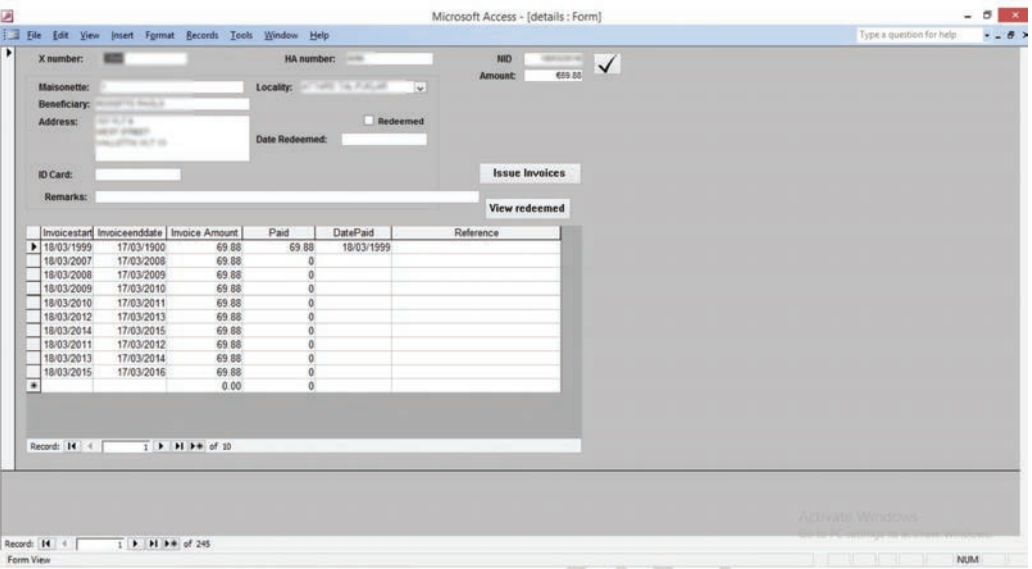 Microsoft Access - [details : Form]
File Edit View Insert Format Records Tools Window Help
Type a question for help
X number:
HA number:
NID
Amount: €69.88
Maisonette:
Locality:
Beneficiary:
Address:
Redeemed
Date Redeemed:
ID Card:
Issue Invoices
Remarks:
View redeemed
Invoicestart Invoiceenddate Invoice Amount Paid DatePaid Reference
18/03/1999 17/03/1900 69.88 69.88 18/03/1999
18/03/2007 17/03/2008 69.88 0
18/03/2008 17/03/2009 69.88 0
18/03/2009 17/03/2010 69.88 0
18/03/2010 17/03/2011 69.88 0
18/03/2012 17/03/2013 69.88 0
18/03/2014 17/03/2015 69.88 0
18/03/2011 17/03/2012 69.88 0
18/03/2013 17/03/2014 69.88 0
18/03/2015 17/03/2016 69.88 0
0.00 0
Record: 1 of 10
Activate Windows
Go to PC settings to activate Windows.
Record: 1 of 245
Form View
NUM